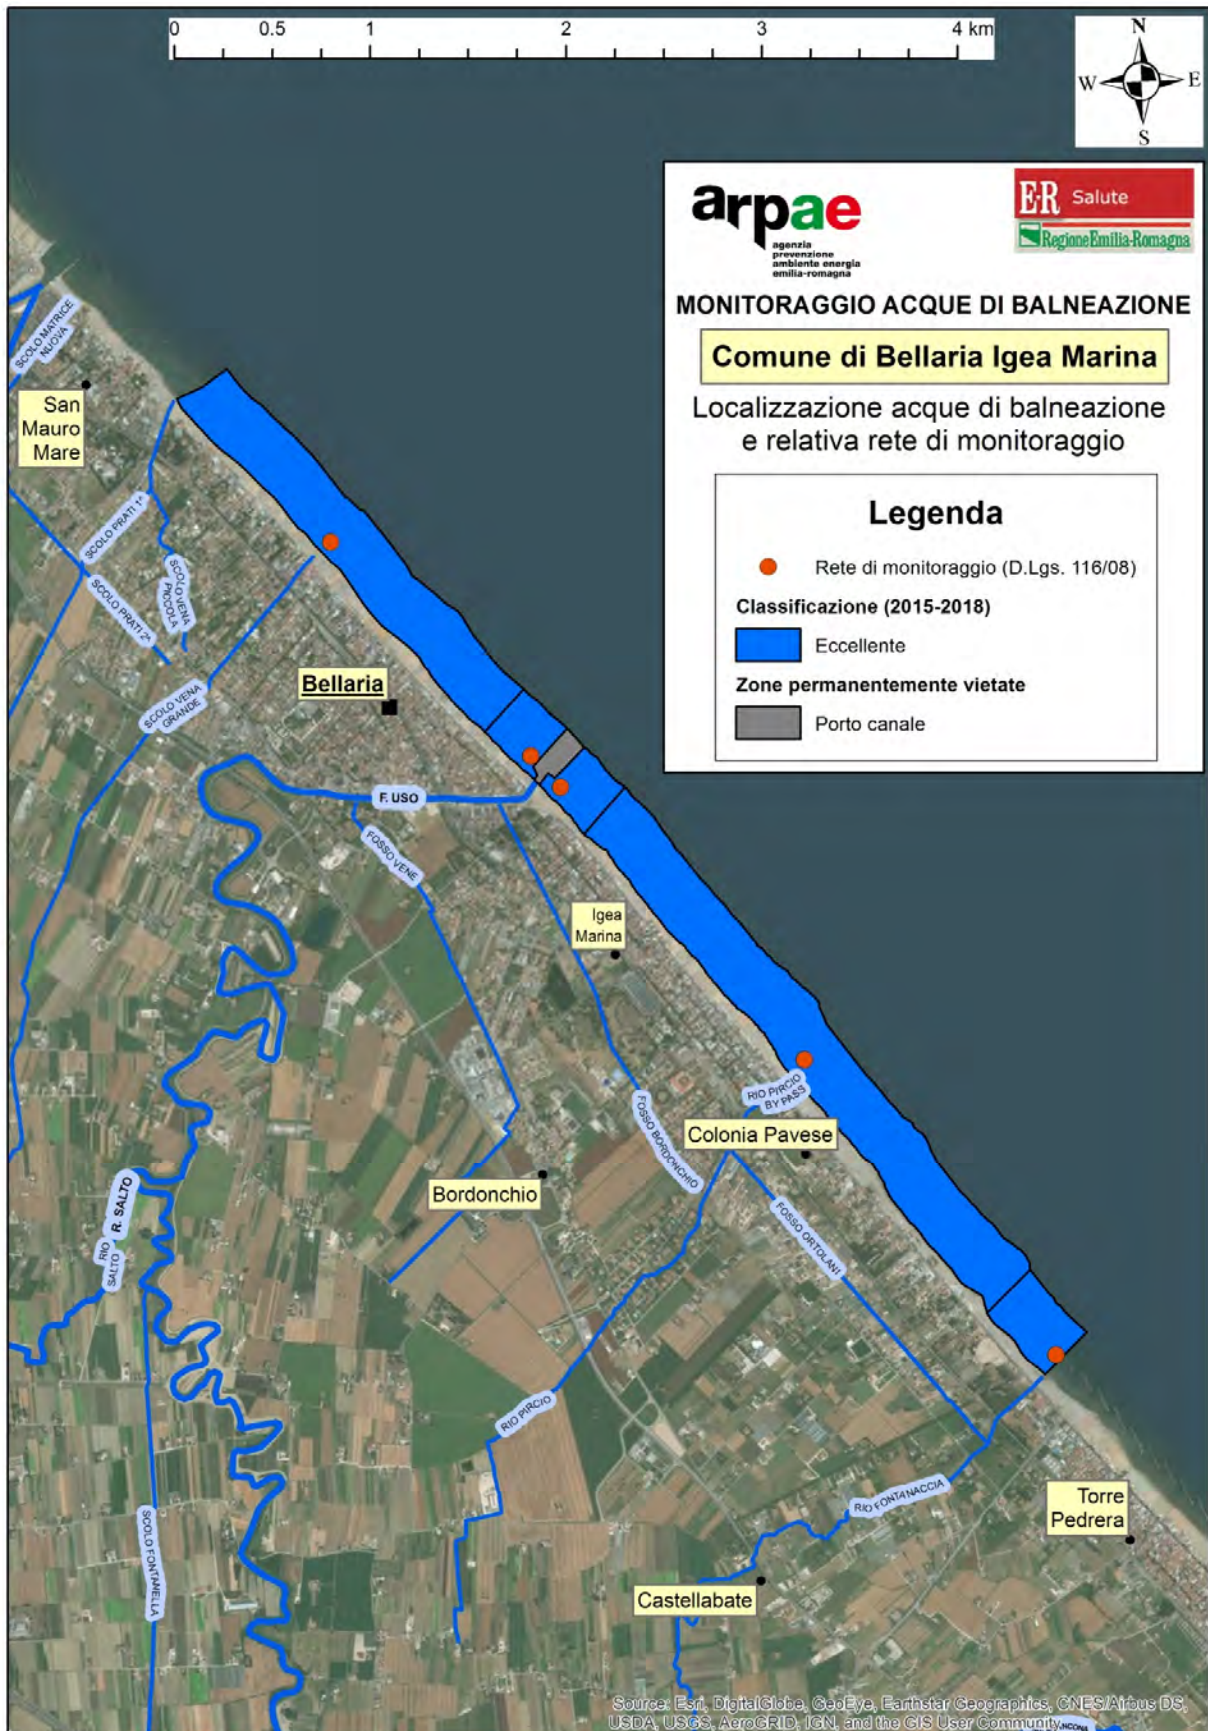 0 0.5 1 2 3 4 km
N
W E
S
arpae
agenzia
prevenzione
ambiente energia
emilia-romagna
E-R Salute
RegioneEmilia-Romagna
MONITORAGGIO ACQUE DI BALNEAZIONE
Comune di Bellaria Igea Marina
Localizzazione acque di balneazione
e relativa rete di monitoraggio
Legenda
Rete di monitoraggio (D.Lgs. 116/08)
Classificazione (2015-2018)
Eccellente
Zone permanentemente vietate
Porto canale
SCOLO MATRICE
NUOVA
San
Mauro
Mare
SCOLO PRATI 1^
SCOLO VENA
PICCOLA
SCOLO PRATI 2^
Bellaria
SCOLO VENA
GRANDE
F. USO
FOSSO VENE
Igea
Marina
RIO PIRCIO
BY PASS
FOSSO BORDONCHIO
Colonia Pavese
Bordonchio
R. SALTO
RIO
SALTO
FOSSO ORTOLANI
RIO PIRCIO
RIO FONTANACCIA
Torre
Pedrera
SCOLO FONTANELLA
Castellabate
Source: Esri, DigitalGlobe, GeoEye, Earthstar Geographics, CNES/Airbus DS,
USDA, USGS, AeroGRID, IGN, and the GIS User Community